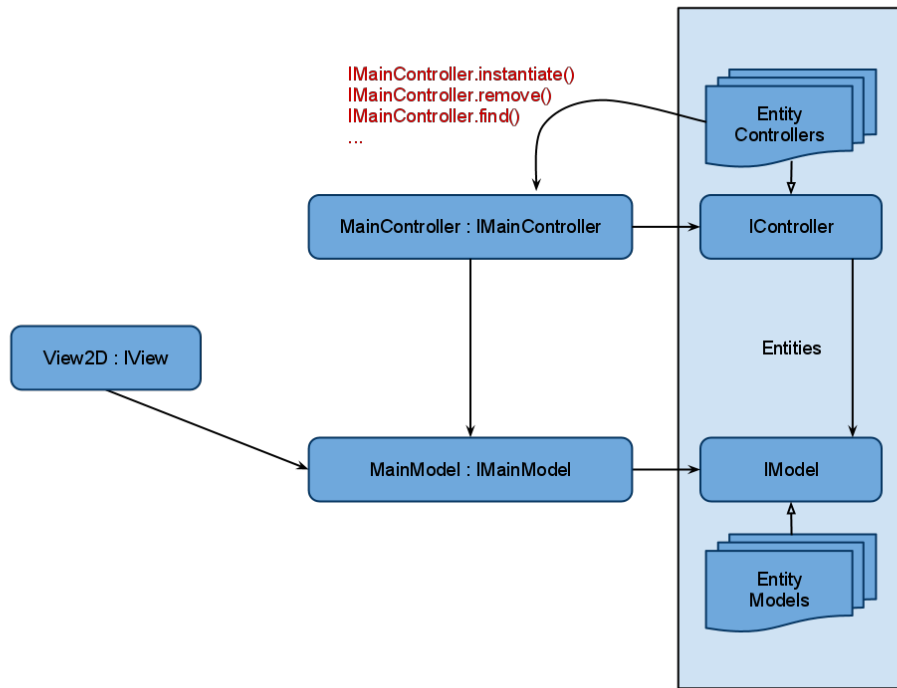 IMainController.instantiate()
IMainController.remove()
IMainController.find()
...
Entity
Controllers
MainController : IMainController
IController
View2D : IView
Entities
MainModel : IMainModel
IModel
Entity
Models